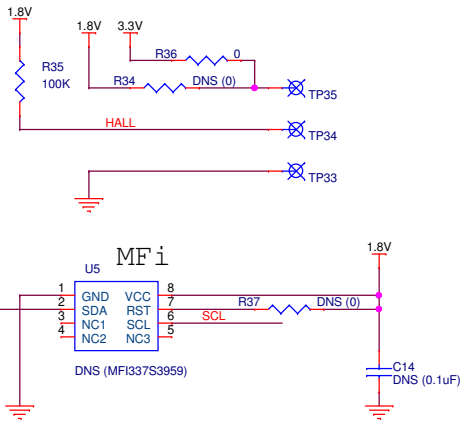 1.8V
1.8V
3.3V
R36
0
R35
100K
R34
DNS (0)
TP35
HALL
TP34
TP33
MFi
U5
1.8V
1
GND
VCC
8
2
SDA
RST
7
R37
DNS (0)
3
NC1
SCL
6
SCL
4
NC2
NC3
5
DNS (MFI337S3959)
C14
DNS (0.1uF)